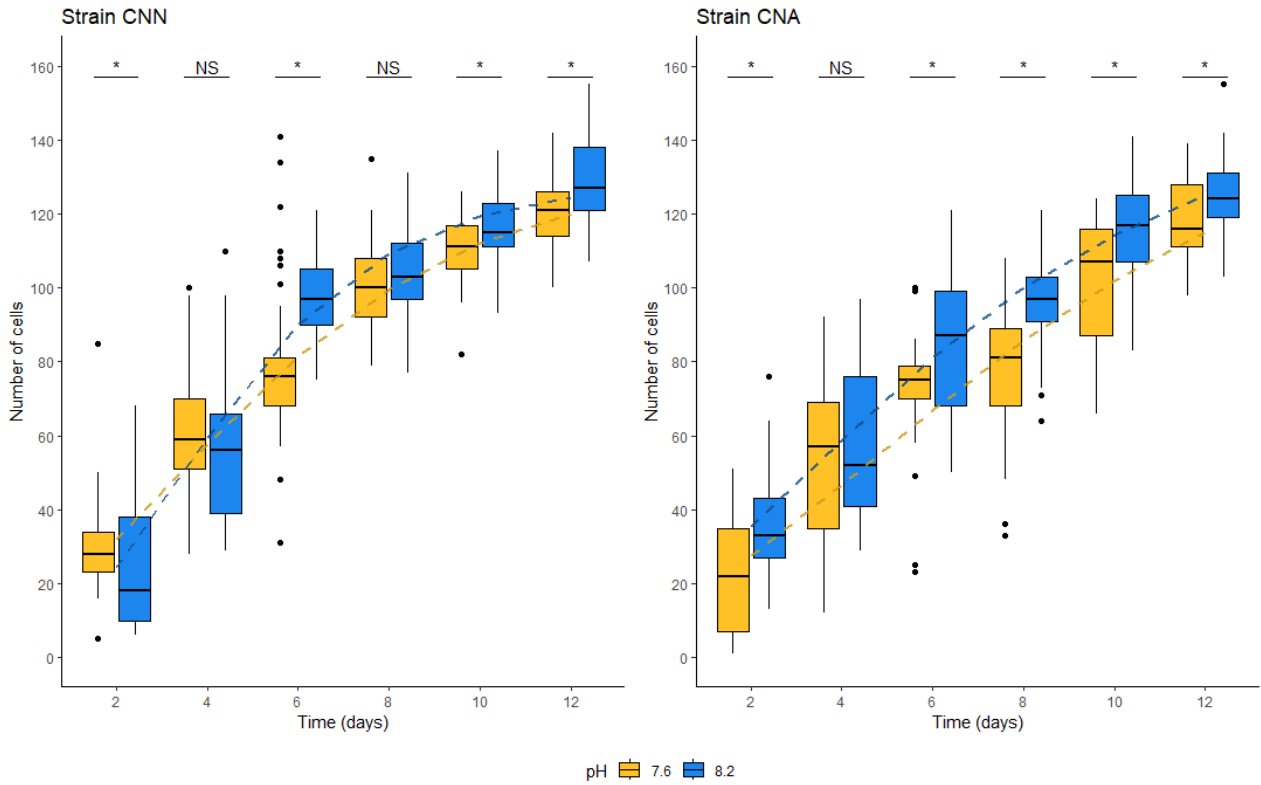 Strain CNN
Strain CNA
Number of cells
160
140
120
100
80
60
40
20
0
* NS * NS * *
2 4 6 8 10 12
Time (days)
Number of cells
160
140
120
100
80
60
40
20
0
* NS * * * *
2 4 6 8 10 12
Time (days)
pH 7.6 8.2